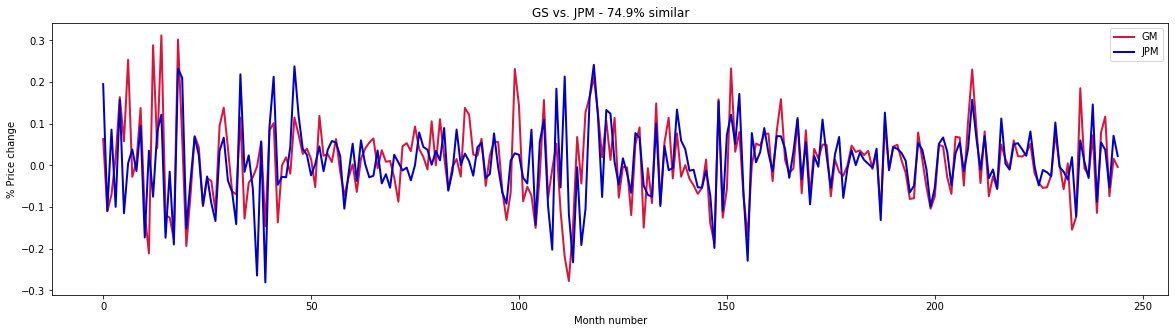 GS vs. JPM - 74.9% similar
GM
JPM
% Price change
0.3
0.2
0.1
0.0
−0.1
−0.2
−0.3
0 50 100 150 200 250
Month number